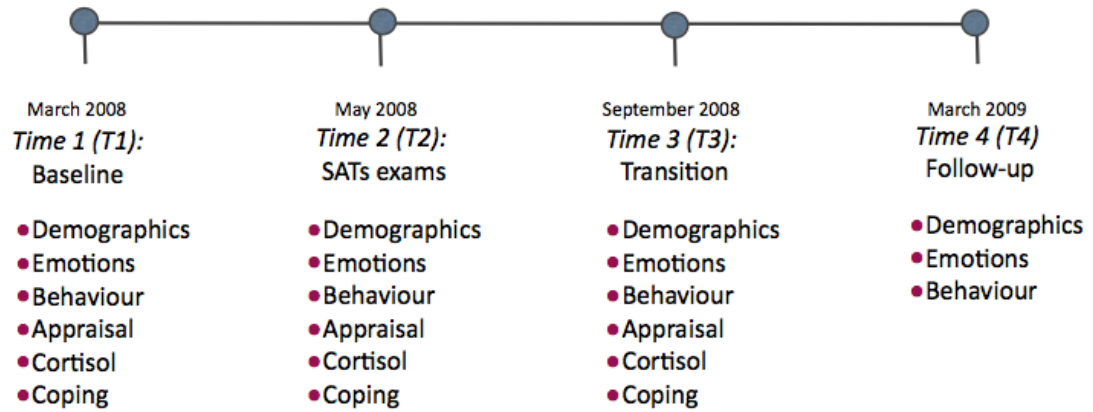 March 2008
Time 1 (T1):
Baseline
• Demographics
• Emotions
• Behaviour
• Appraisal
• Cortisol
• Coping
May 2008
Time 2 (T2):
SATs exams
• Demographics
• Emotions
• Behaviour
• Appraisal
• Cortisol
• Coping
September 2008
Time 3 (T3):
Transition
• Demographics
• Emotions
• Behaviour
• Appraisal
• Cortisol
• Coping
March 2009
Time 4 (T4)
Follow-up
• Demographics
• Emotions
• Behaviour